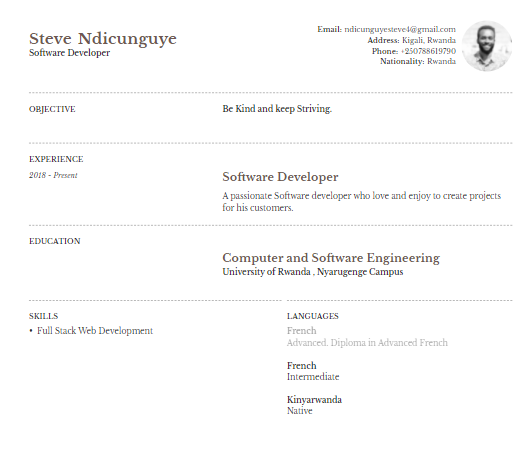 Steve Ndicunguye
Software Developer
Email: ndicunguyesteve4@gmail.com
Address: Kigali, Rwanda
Phone: +250788619790
Nationality: Rwanda
OBJECTIVE
Be Kind and keep Striving.
EXPERIENCE
2018 - Present
Software Developer
A passionate Software developer who love and enjoy to create projects
for his customers.
EDUCATION
Computer and Software Engineering
University of Rwanda , Nyarugenge Campus
SKILLS
• Full Stack Web Development
LANGUAGES
French
Advanced. Diploma in Advanced French
French
Intermediate
Kinyarwanda
Native